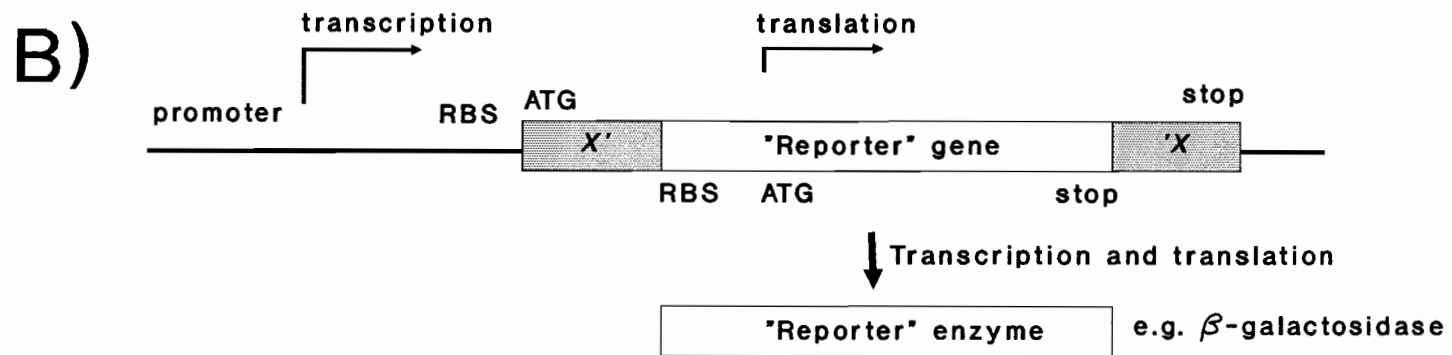 B)
transcription
translation
promoter
RBS
ATG
stop
X'
"Reporter" gene
'X
RBS
ATG
stop
Transcription and translation
"Reporter" enzyme
e.g. β-galactosidase